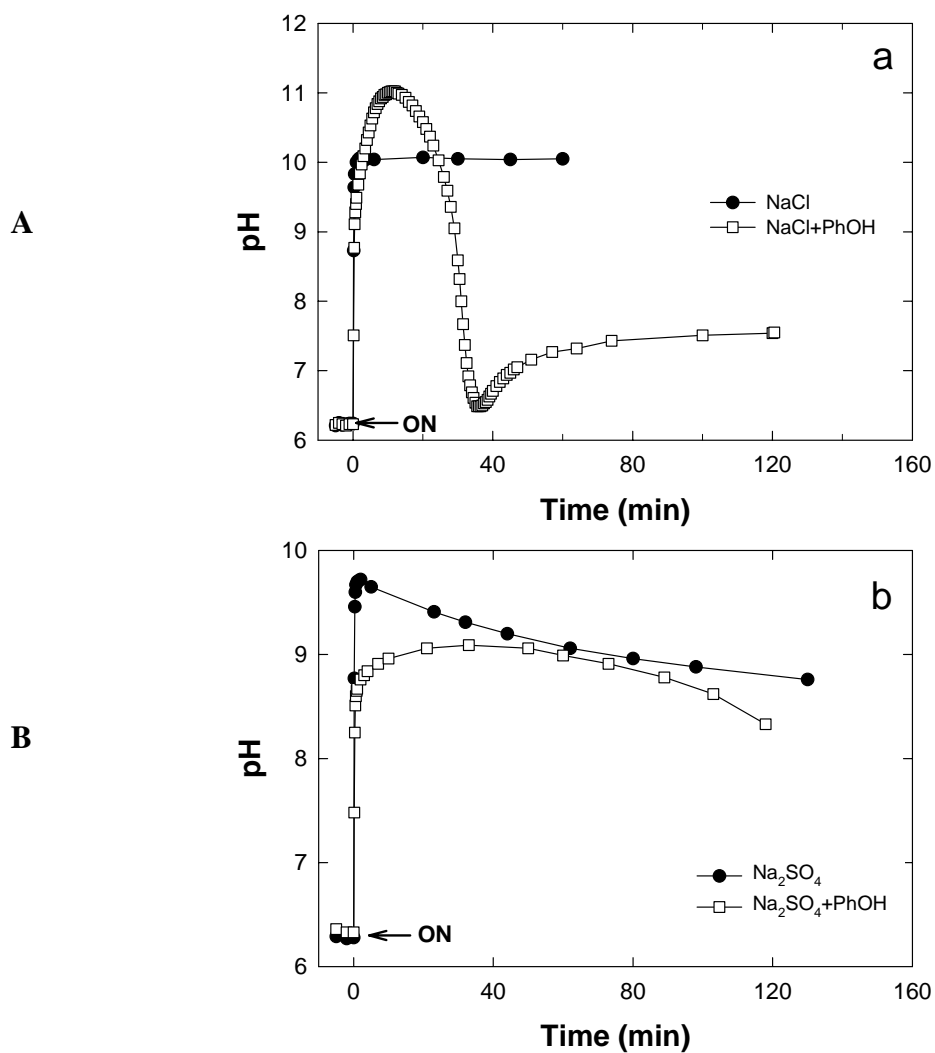 A
a
12
11
10
9
8
7
6
pH
NaCl
NaCl+PhOH
ON
0 40 80 120 160
Time (min)
B
b
10
9
8
7
6
pH
Na₂SO₄
Na₂SO₄+PhOH
ON
0 40 80 120 160
Time (min)